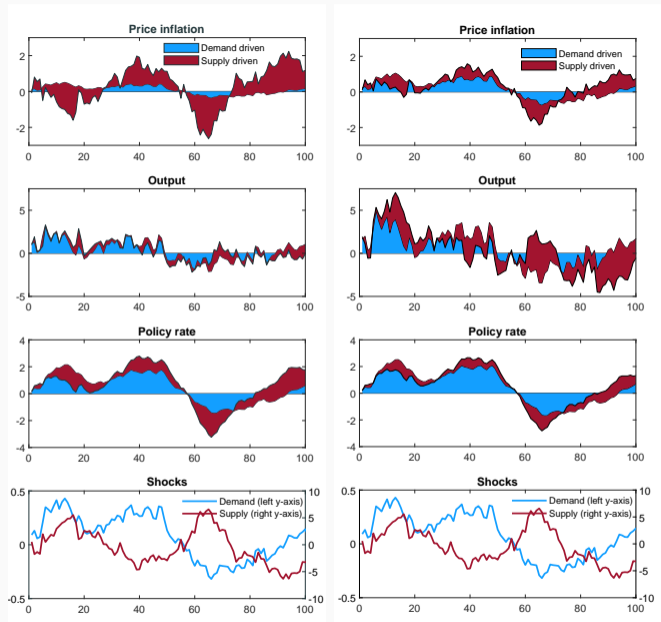 Price inflation
Demand driven
Supply driven
2
0
-2
0 20 40 60 80 100
Output
5
0
-5
0 20 40 60 80 100
Policy rate
4
2
0
-2
-4
0 20 40 60 80 100
Shocks
Demand (left y-axis)
Supply (right y-axis)
0.5
0
-0.5
10
5
0
-5
-10
0 20 40 60 80 100
Price inflation
Demand driven
Supply driven
2
0
-2
0 20 40 60 80 100
Output
5
0
-5
0 20 40 60 80 100
Policy rate
4
2
0
-2
-4
0 20 40 60 80 100
Shocks
Demand (left y-axis)
Supply (right y-axis)
0.5
0
-0.5
10
5
0
-5
-10
0 20 40 60 80 100